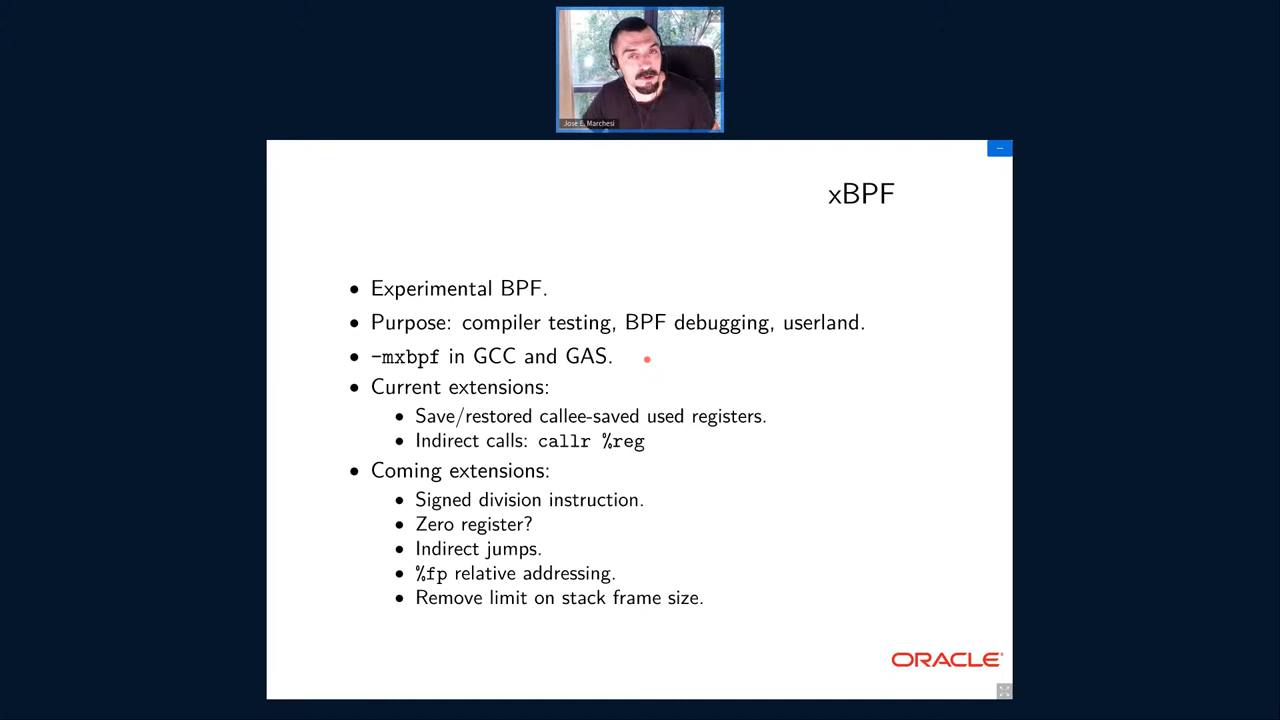 Jose E. Marchesi
xBPF
• Experimental BPF.
• Purpose: compiler testing, BPF debugging, userland.
• -mxbpf in GCC and GAS.
• Current extensions:
• Save/restored callee-saved used registers.
• Indirect calls: callr %reg
• Coming extensions:
• Signed division instruction.
• Zero register?
• Indirect jumps.
• %fp relative addressing.
• Remove limit on stack frame size.
ORACLE